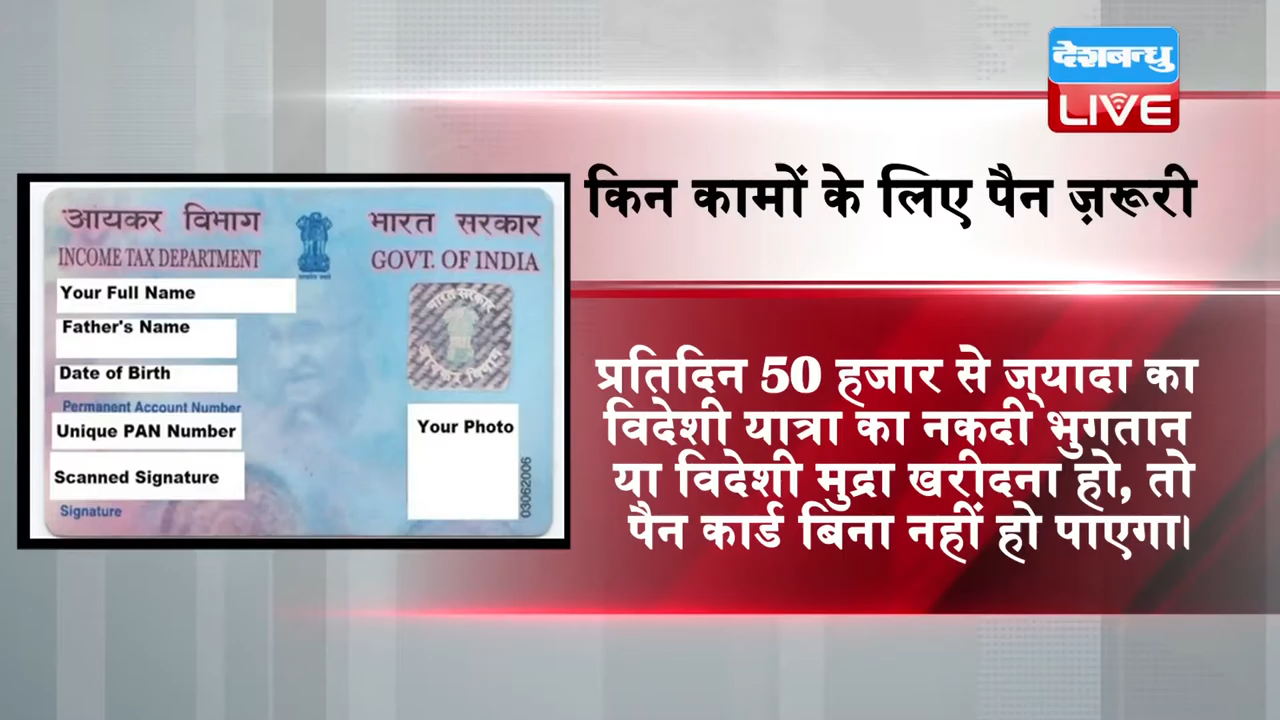 देशबन्धु
LIVE
किन कामों के लिए पैन ज़रूरी
आयकर विभाग
भारत सरकार
INCOME TAX DEPARTMENT
GOVT. OF INDIA
Your Full Name
Father's Name
Date of Birth
Permanent Account Number
Unique PAN Number
Your Photo
Scanned Signature
Signature
03062006
भारत सरकार
प्रतिदिन 50 हजार से ज्यादा का
विदेशी यात्रा का नकदी भुगतान
या विदेशी मुद्रा खरीदना हो, तो
पैन कार्ड बिना नहीं हो पाएगा।